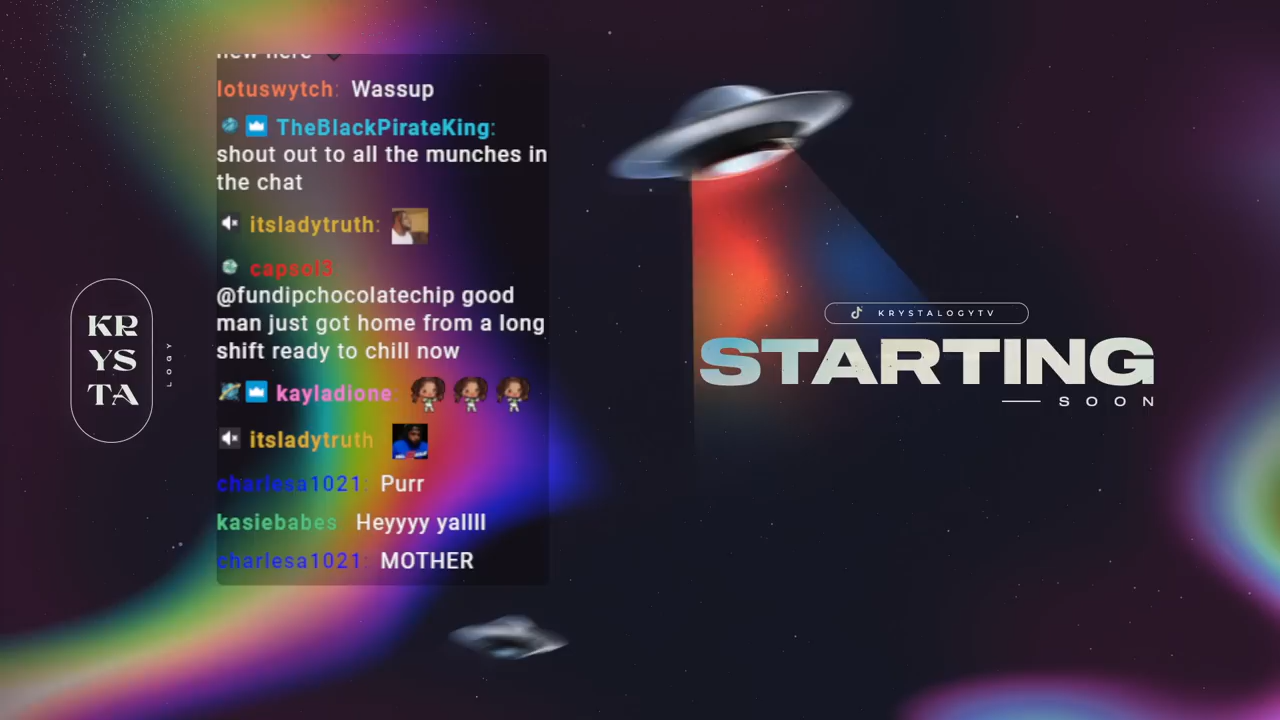 new here
lotuswytch: Wassup
TheBlackPirateKing:
shout out to all the munches in
the chat
itsladytruth:
capsol3
@fundipchocolatechip good
man just got home from a long
shift ready to chill now
kayladione:
itsladytruth
charlesa1021: Purr
kasiebabes Heyyyy yallll
charlesa1021: MOTHER
KR
YS
TA
LOGY
KRYSTALOGYTV
STARTING
SOON